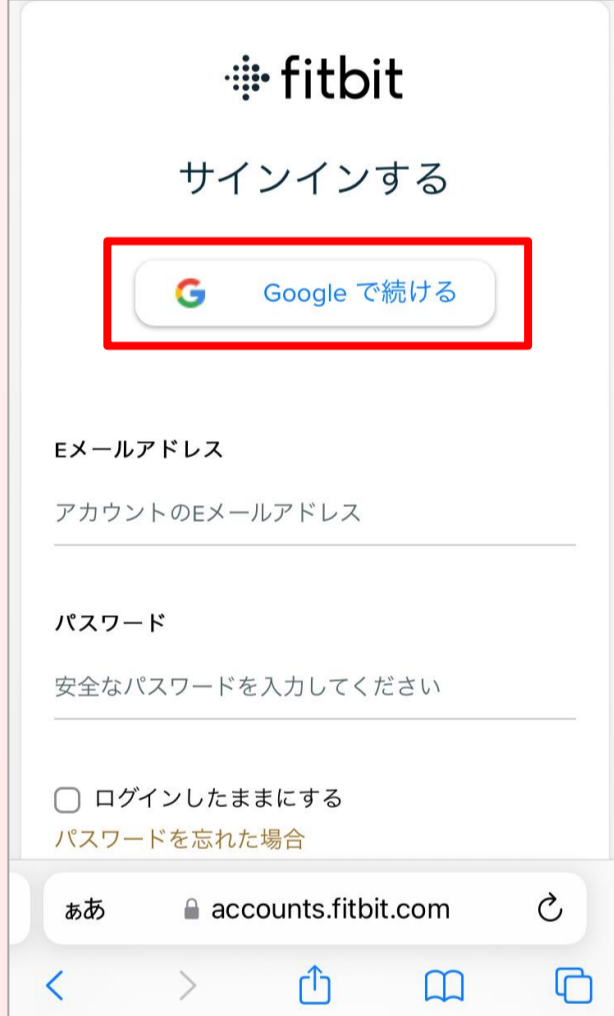 fitbit
サインインする
Google で続ける
Eメールアドレス
アカウントのEメールアドレス
パスワード
安全なパスワードを入力してください
ログインしたままにする
パスワードを忘れた場合
ぁあ accounts.fitbit.com